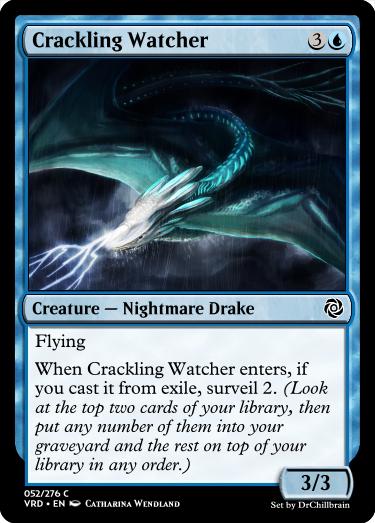 Crackling Watcher 3
Creature — Nightmare Drake
Flying
When Crackling Watcher enters, if
you cast it from exile, surveil 2. (Look
at the top two cards of your library, then
put any number of them into your
graveyard and the rest on top of your
library in any order.)
3/3
052/276 C
VRD • EN Catharina Wendland
Set by DrChillbrain